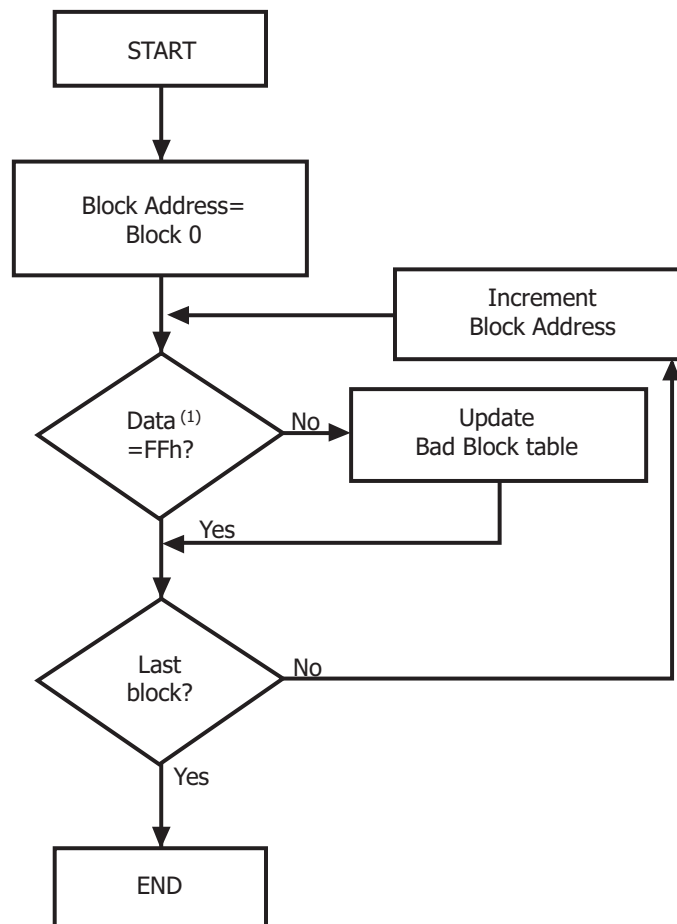 START
Block Address=
Block 0
Increment
Block Address
Data (1)
=FFh?
No
Update
Bad Block table
Yes
Last
block?
No
Yes
END